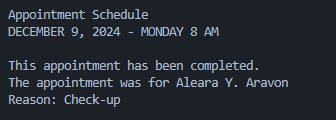 Appointment Schedule
DECEMBER 9, 2024 - MONDAY 8 AM
This appointment has been completed.
The appointment was for Aleara Y. Aravon
Reason: Check-up